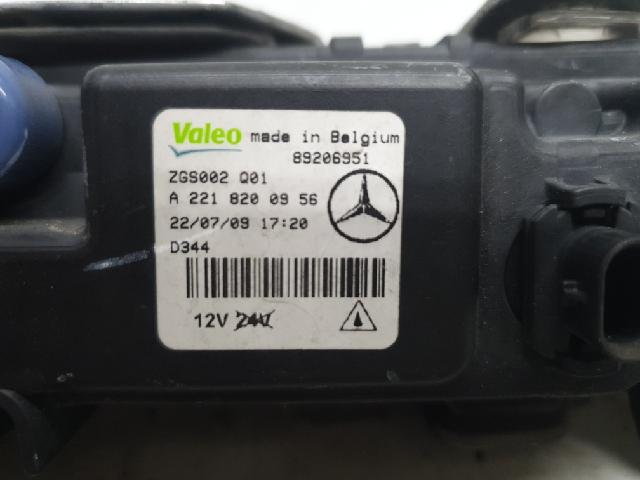 Valeo made in Belgium
89206951
ZGS002 Q01
A 221 820 09 56
22/07/09 17:20
D344
12V 24V